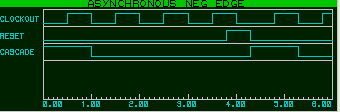 ASYNCHRONOUS NEG EDGE
CLOCKOUT
RESET
CASCADE
0.00 1.00 2.00 3.00 4.00 5.00 6.00